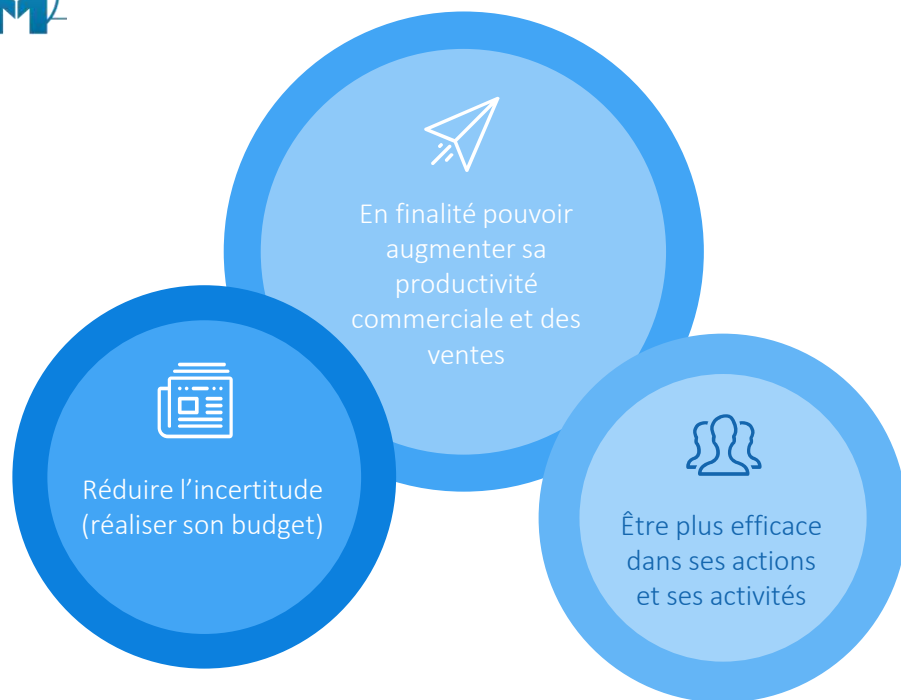 En finalité pouvoir
augmenter sa
productivité
commerciale et des
ventes
Réduire l’incertitude
(réaliser son budget)
Être plus efficace
dans ses actions
et ses activités